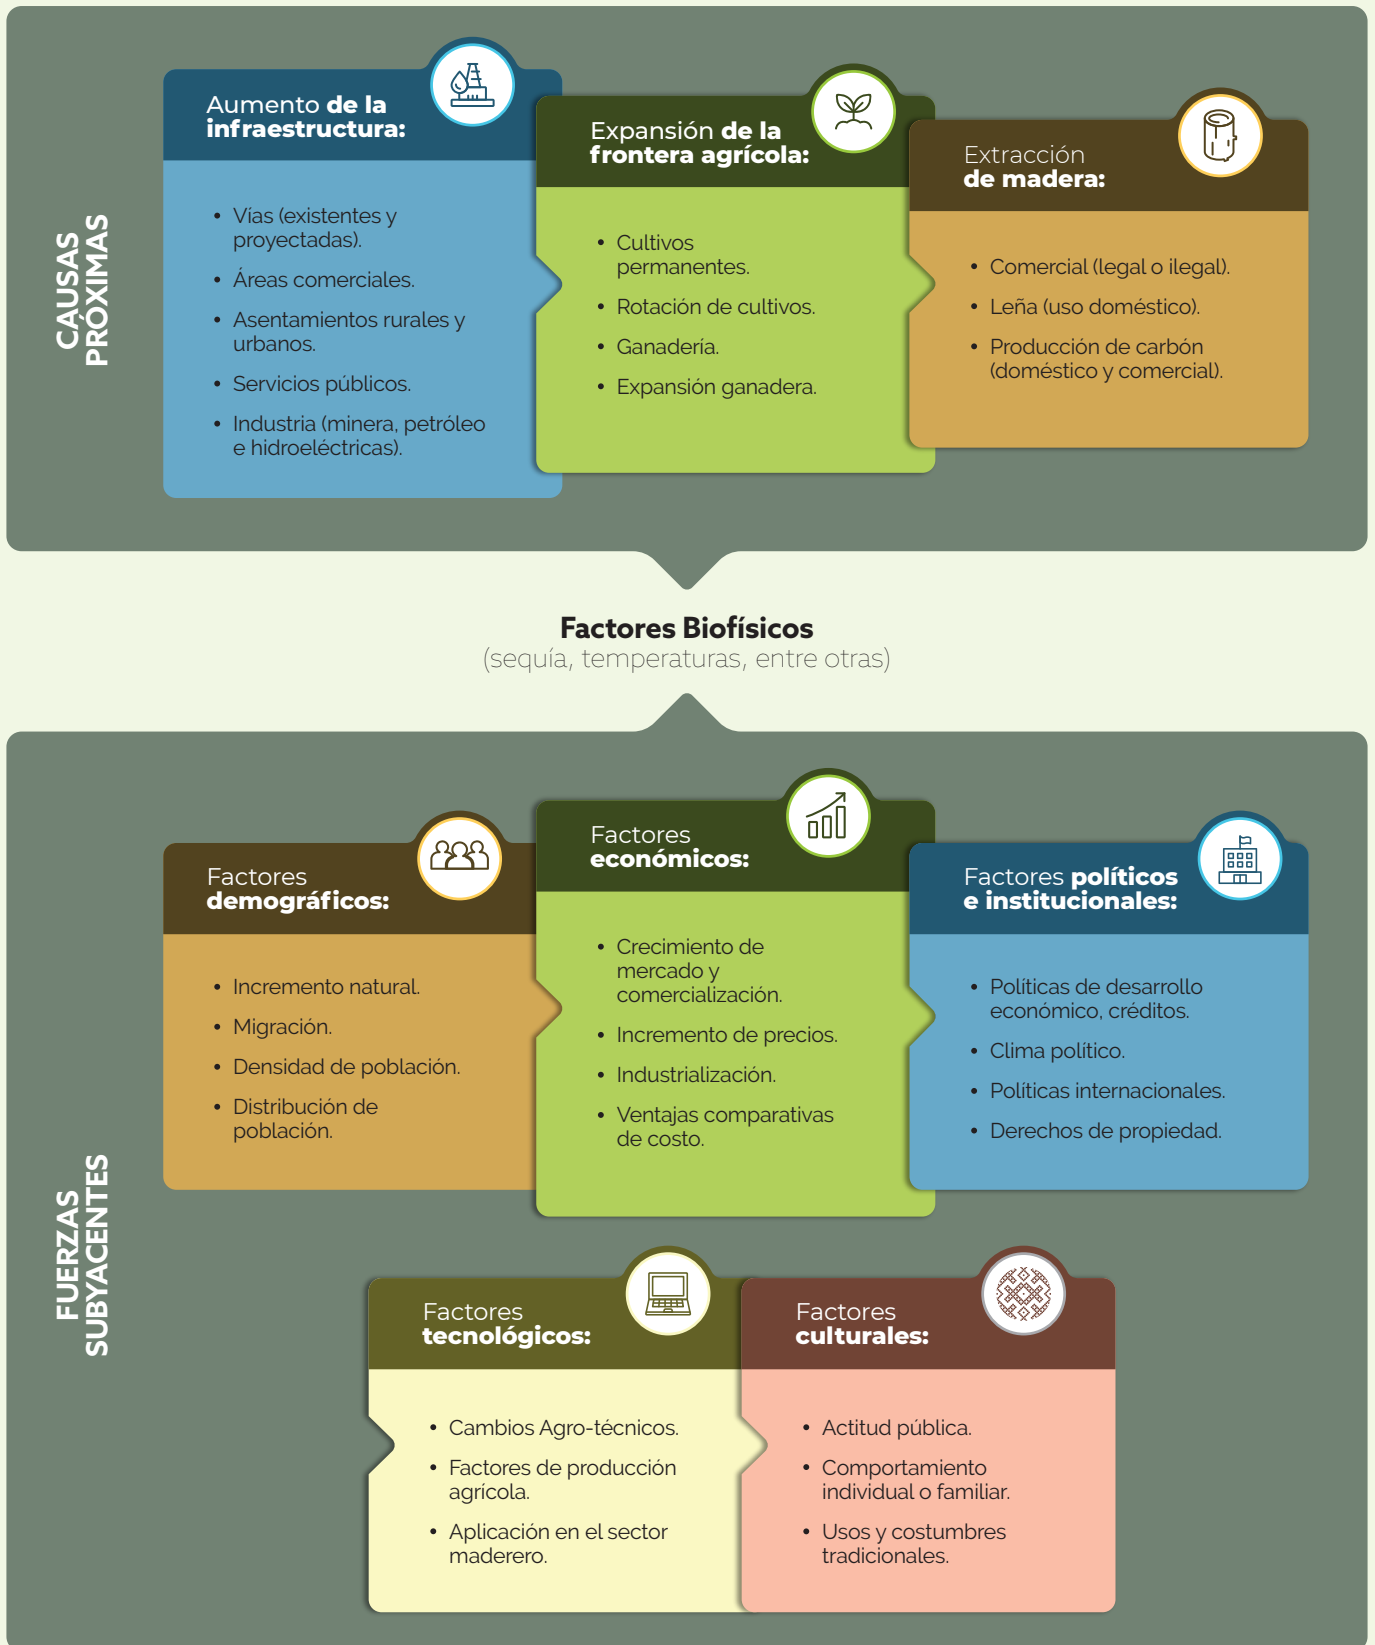 CAUSAS
PRÓXIMAS
Aumento de la
infraestructura:
• Vías (existentes y
proyectadas).
• Áreas comerciales.
• Asentamientos rurales y
urbanos.
• Servicios públicos.
• Industria (minera, petróleo
e hidroeléctricas).
Expansión de la
frontera agrícola:
• Cultivos
permanentes.
• Rotación de cultivos.
• Ganadería.
• Expansión ganadera.
Extracción
de madera:
• Comercial (legal o ilegal).
• Leña (uso doméstico).
• Producción de carbón
(doméstico y comercial).
Factores Biofísicos
(sequía, temperaturas, entre otras)
FUERZAS
SUBYACENTES
Factores
demográficos:
• Incremento natural.
• Migración.
• Densidad de población.
• Distribución de
población.
Factores
económicos:
• Crecimiento de
mercado y
comercialización.
• Incremento de precios.
• Industrialización.
• Ventajas comparativas
de costo.
Factores políticos
e institucionales:
• Políticas de desarrollo
económico, créditos.
• Clima político.
• Políticas internacionales.
• Derechos de propiedad.
Factores
tecnológicos:
• Cambios Agro-técnicos.
• Factores de producción
agrícola.
• Aplicación en el sector
maderero.
Factores
culturales:
• Actitud pública.
• Comportamiento
individual o familiar.
• Usos y costumbres
tradicionales.